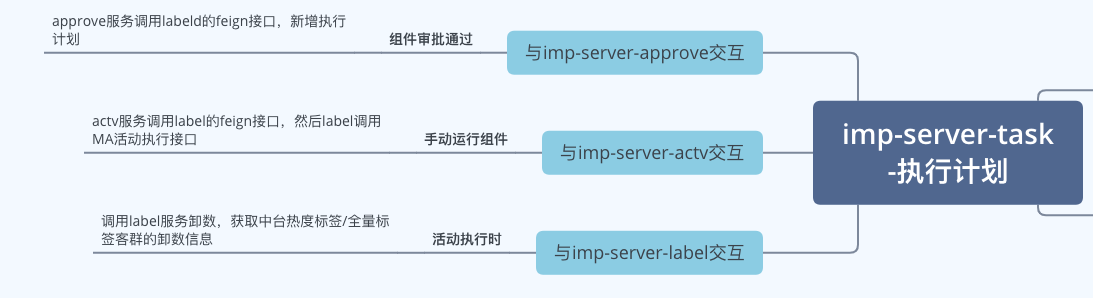 approve服务调用labeld的feign接口，新增执行
计划
组件审批通过
与imp-server-approve交互
actv服务调用label的feign接口，然后label调用
MA活动执行接口
手动运行组件
与imp-server-actv交互
imp-server-task
-执行计划
调用label服务卸数，获取中台热度标签/全量标
签客群的卸数信息
活动执行时
与imp-server-label交互